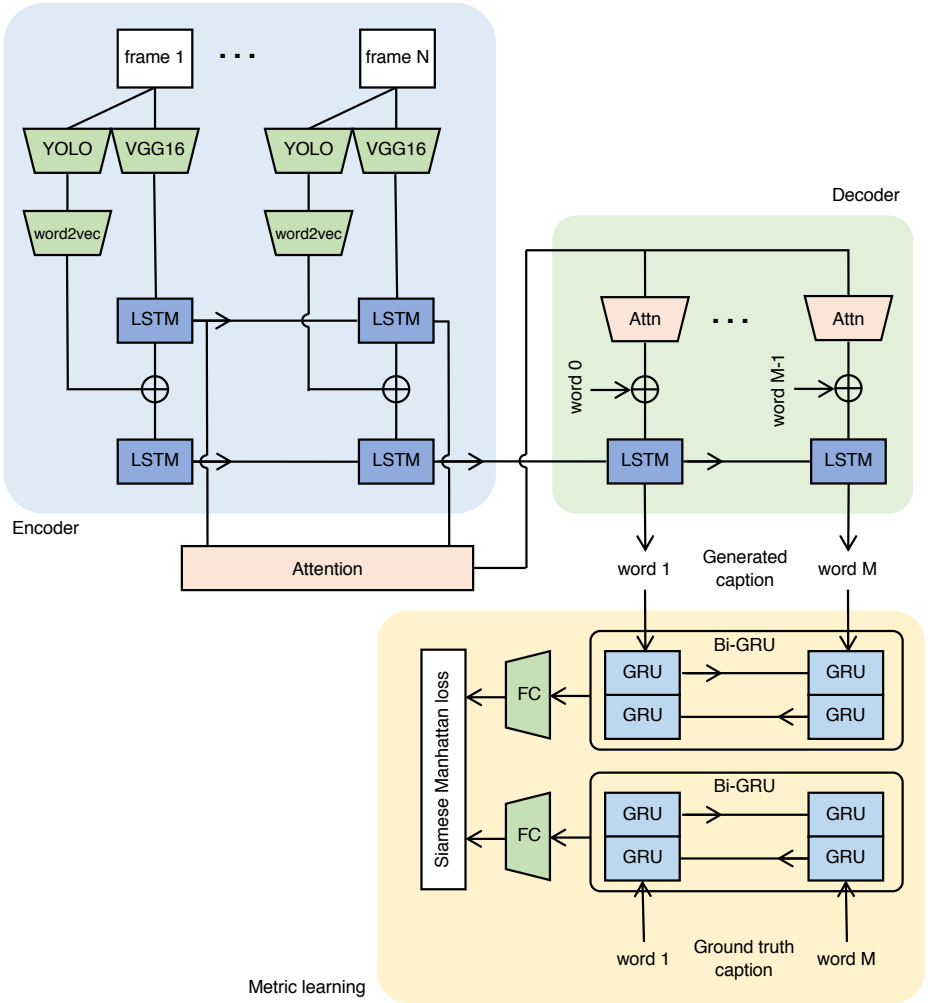 frame 1
...
frame N
YOLO
VGG16
YOLO
VGG16
word2vec
word2vec
LSTM
LSTM
LSTM
LSTM
Encoder
Attention
Decoder
Attn
...
Attn
word 0
word M-1
LSTM
LSTM
word 1
Generated
caption
word M
Bi-GRU
GRU
GRU
GRU
GRU
FC
Siamese Manhattan loss
Bi-GRU
GRU
GRU
GRU
GRU
FC
word 1
Ground truth
caption
word M
Metric learning